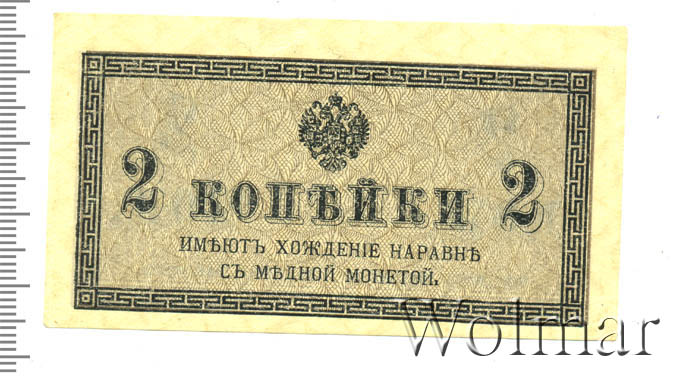 2 КОПѢЙКИ 2
ИМѢЮТЪ ХОЖДЕНІЕ НАРАВНѢ
СЪ МѢДНОЙ МОНЕТОЙ.
Wolmar